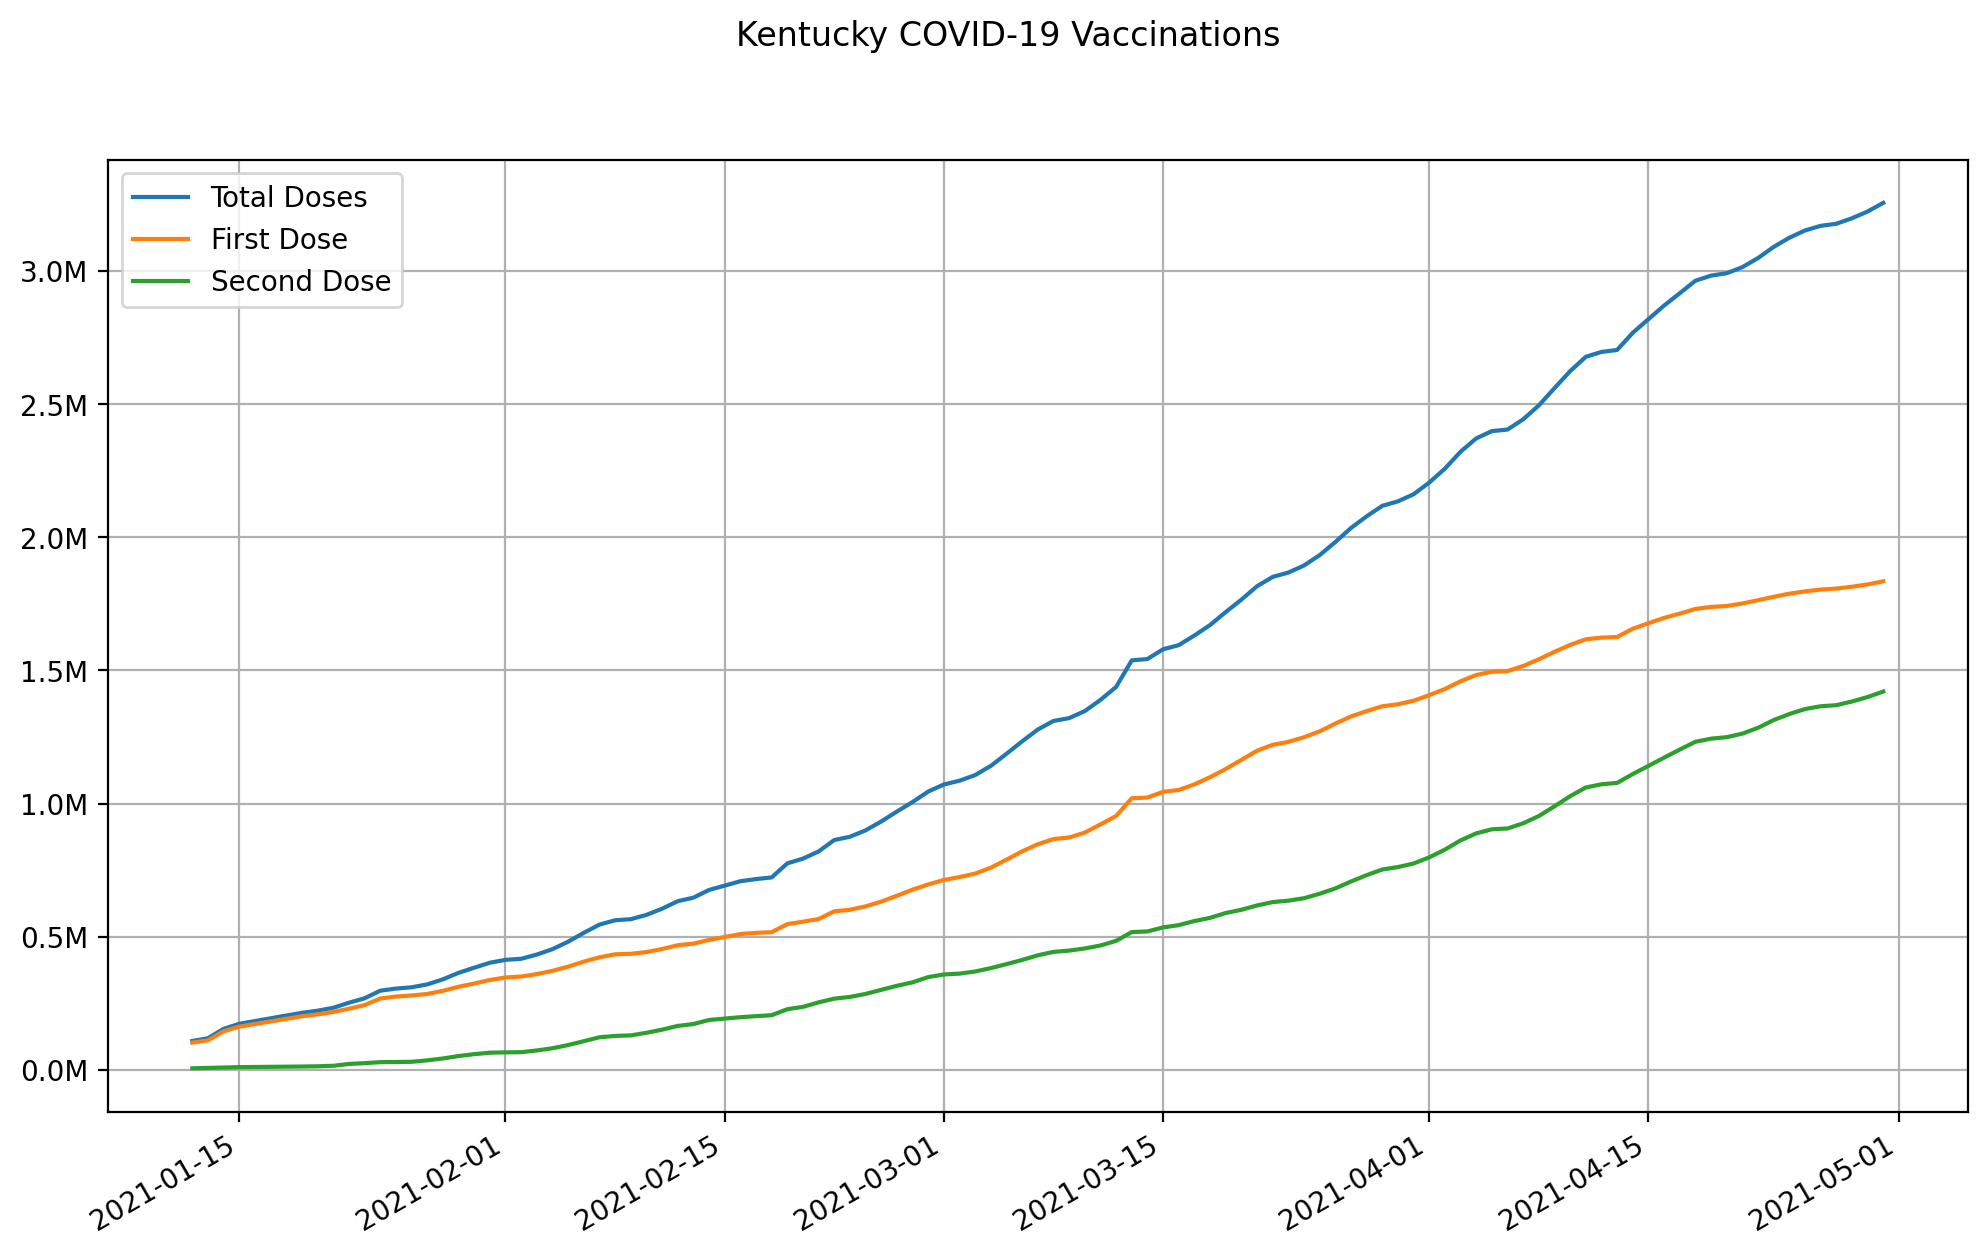 Kentucky COVID-19 Vaccinations
Total Doses
First Dose
Second Dose
3.0M
2.5M
2.0M
1.5M
1.0M
0.5M
0.0M
2021-01-15
2021-02-01
2021-02-15
2021-03-01
2021-03-15
2021-04-01
2021-04-15
2021-05-01